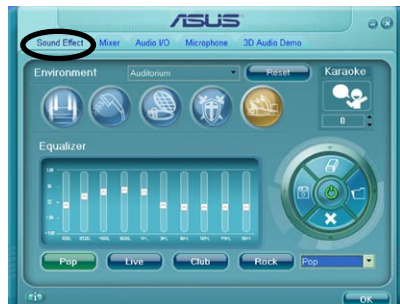 ASUS
Sound Effect Mixer Audio I/O Microphone 3D Audio Demo
Environment Auditorium Reset Karaoke
0
Equalizer
Pop Live Club Rock Pop
OK